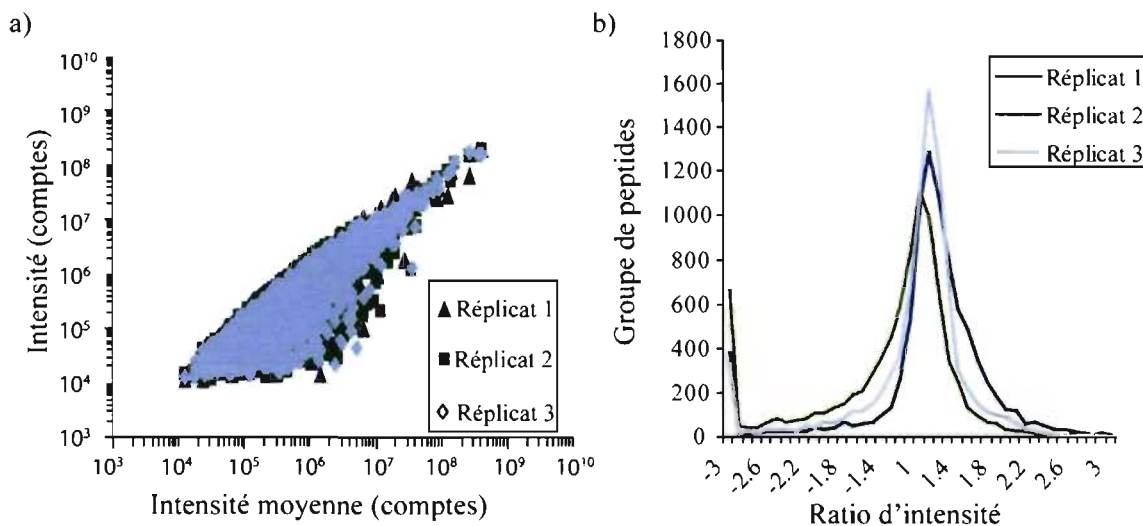 a)
Intensité (comptes)
10¹⁰
10⁹
10⁸
10⁷
10⁶
10⁵
10⁴
10³
10³ 10⁴ 10⁵ 10⁶ 10⁷ 10⁸ 10⁹ 10¹⁰
Intensité moyenne (comptes)
Réplicat 1
Réplicat 2
Réplicat 3
b)
Groupe de peptides
1800
1600
1400
1200
1000
800
600
400
200
0
-3 -2.6 -2.2 -1.8 -1.4 1 1.4 1.8 2.2 2.6 3
Ratio d'intensité
Réplicat 1
Réplicat 2
Réplicat 3